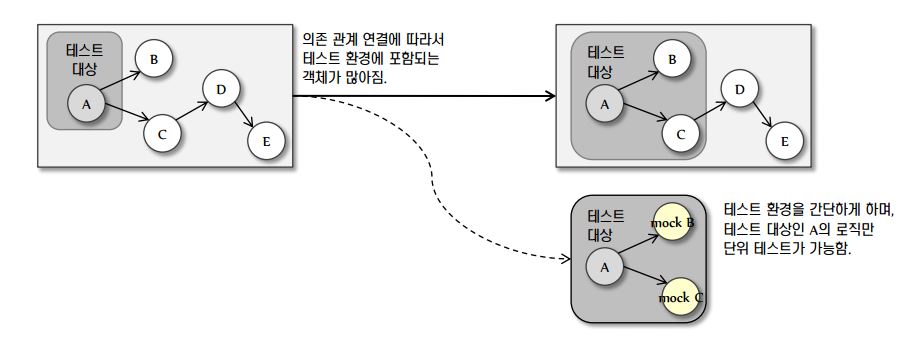 테스트
대상
A
B
C
D
E
의존 관계 연결에 따라서
테스트 환경에 포함되는
객체가 많아짐.
테스트
대상
A
B
C
D
E
테스트
대상
A
mock B
mock C
테스트 환경을 간단하게 하며,
테스트 대상인 A의 로직만
단위 테스트가 가능함.